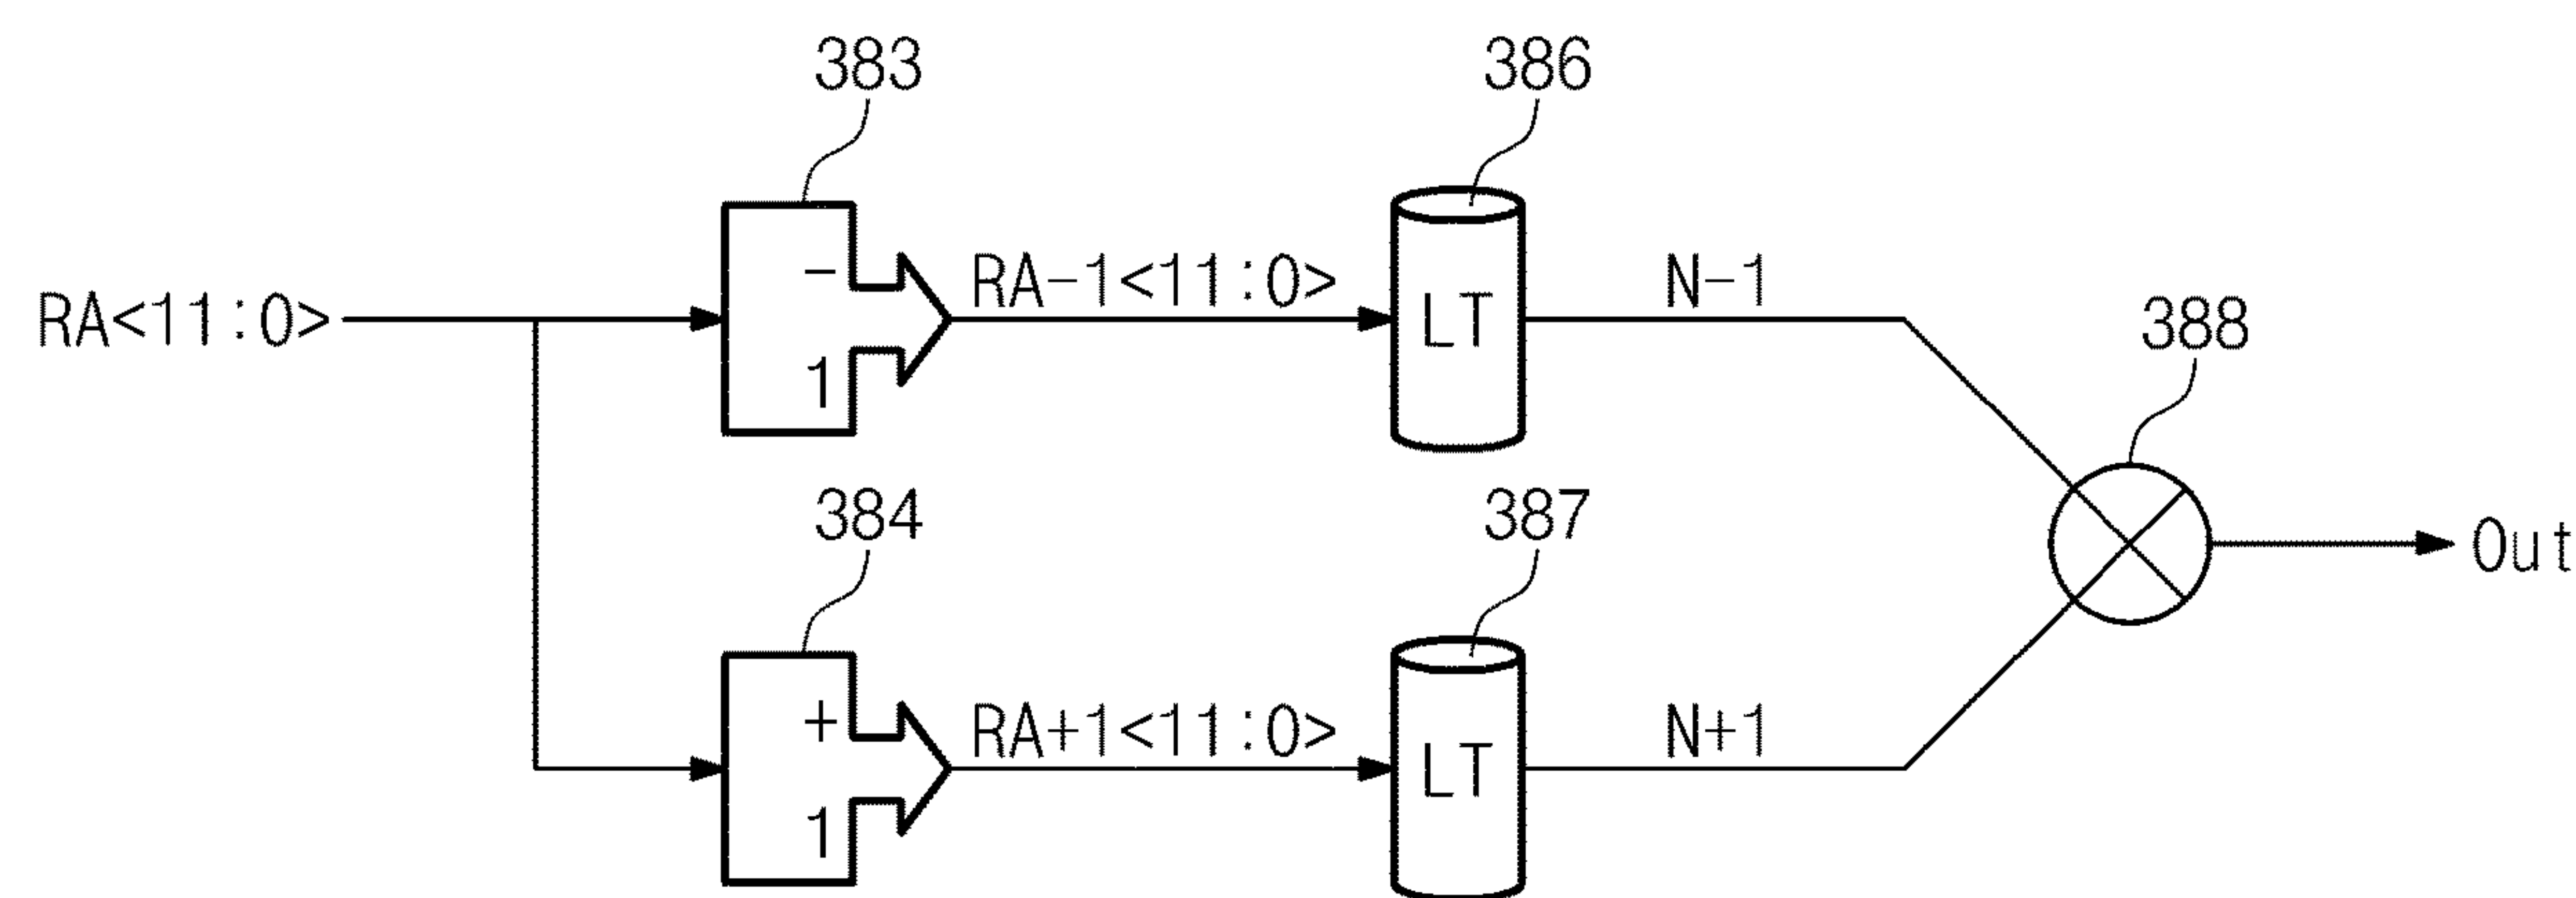 383
386
RA<11:0>
-
1
RA-1<11:0>
LT
N-1
388
384
387
Out
+
1
RA+1<11:0>
LT
N+1